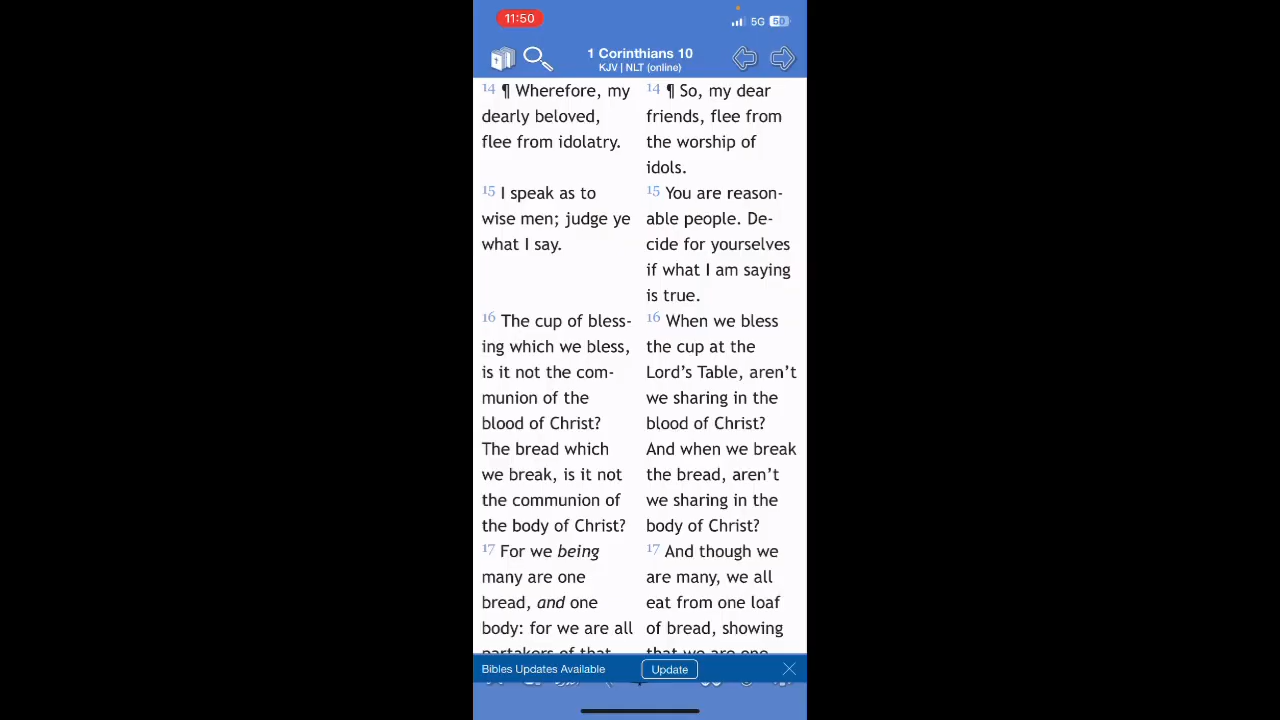 11:50
5G 50
1 Corinthians 10
KJV | NLT (online)
14 ¶ Wherefore, my
dearly beloved,
flee from idolatry.
15 I speak as to
wise men; judge ye
what I say.
16 The cup of bless-
ing which we bless,
is it not the com-
munion of the
blood of Christ?
The bread which
we break, is it not
the communion of
the body of Christ?
17 For we being
many are one
bread, and one
body: for we are all
partakers of that
14 ¶ So, my dear
friends, flee from
the worship of
idols.
15 You are reason-
able people. De-
cide for yourselves
if what I am saying
is true.
16 When we bless
the cup at the
Lord's Table, aren't
we sharing in the
blood of Christ?
And when we break
the bread, aren't
we sharing in the
body of Christ?
17 And though we
are many, we all
eat from one loaf
of bread, showing
that we are one
Bibles Updates Available
Update